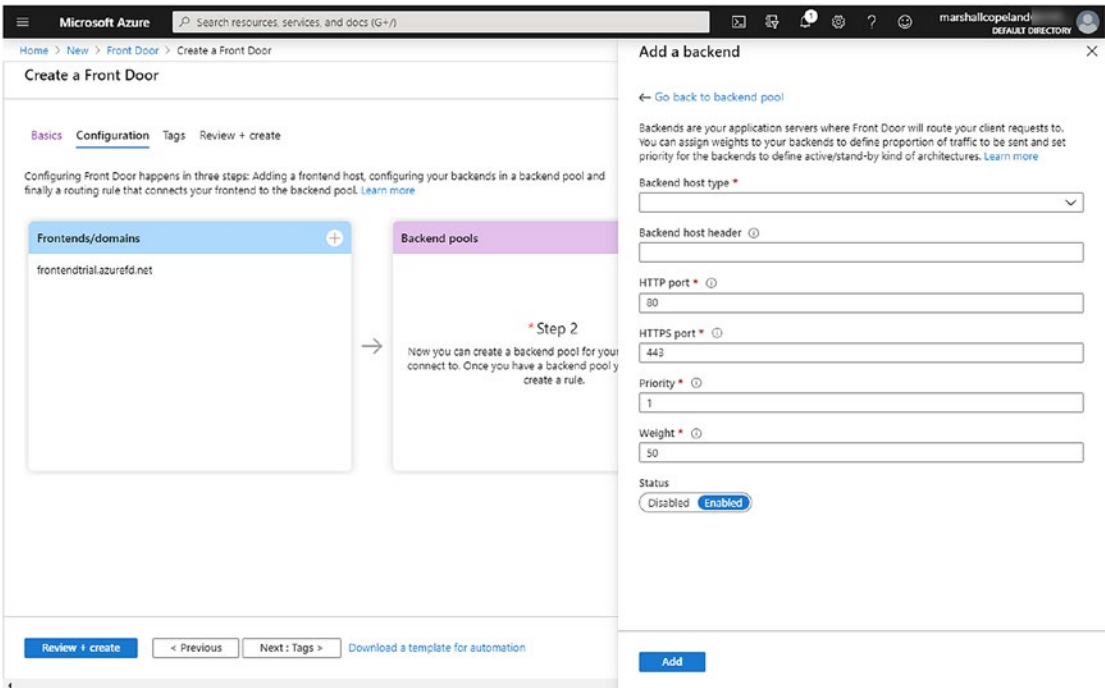 Microsoft Azure
Search resources, services, and docs (G+/)
1
marshallcopeland
DEFAULT DIRECTORY
Home > New > Front Door > Create a Front Door
Create a Front Door
Basics Configuration Tags Review + create
Configuring Front Door happens in three steps: Adding a frontend host, configuring your backends in a backend pool and
finally a routing rule that connects your frontend to the backend pool. Learn more
Frontends/domains
frontendtrial.azurefd.net
Backend pools
* Step 2
Now you can create a backend pool for your
connect to. Once you have a backend pool y
create a rule.
Review + create
< Previous
Next : Tags >
Download a template for automation
Add a backend
← Go back to backend pool
Backends are your application servers where Front Door will route your client requests to.
You can assign weights to your backends to define proportion of traffic to be sent and set
priority for the backends to define active/stand-by kind of architectures. Learn more
Backend host type *
Backend host header
HTTP port *
80
HTTPS port *
443
Priority *
1
Weight *
50
Status
Disabled Enabled
Add